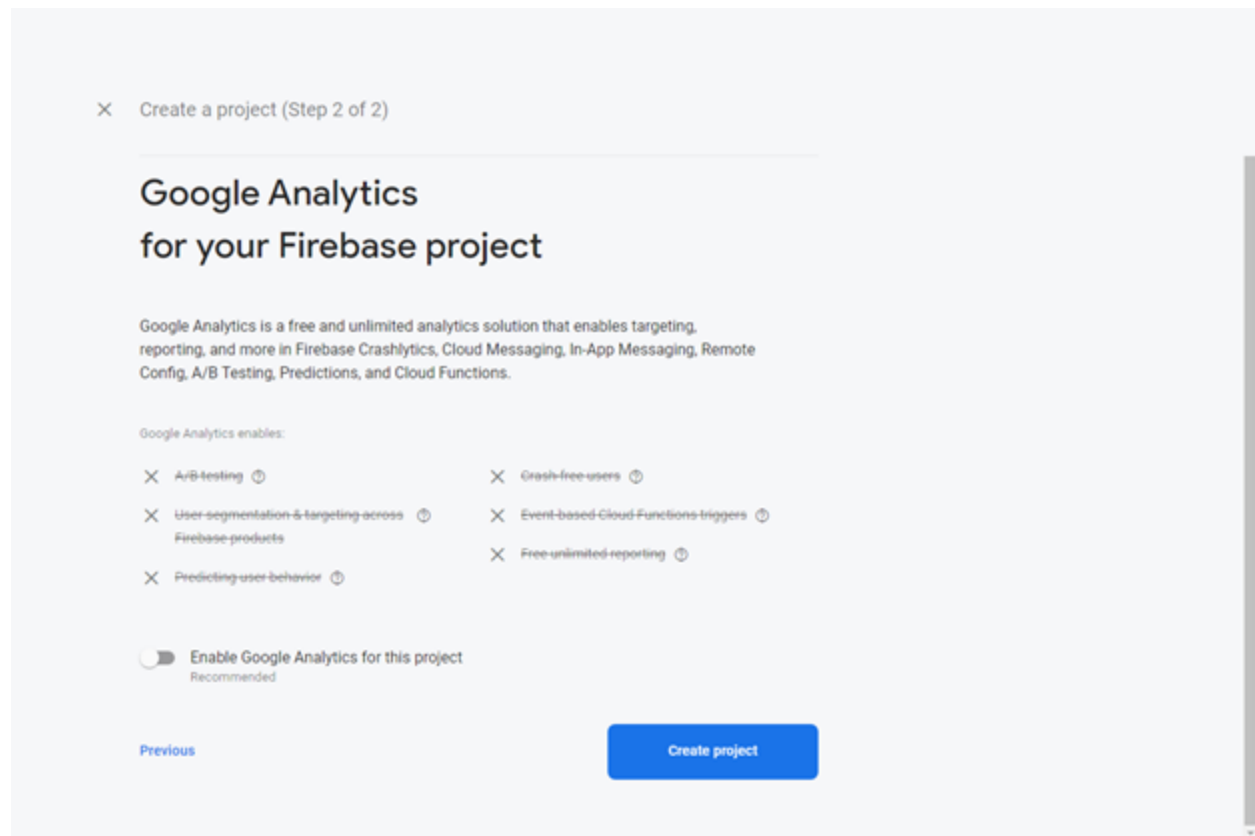 Create a project (Step 2 of 2)
Google Analytics
for your Firebase project
Google Analytics is a free and unlimited analytics solution that enables targeting,
reporting, and more in Firebase Crashlytics, Cloud Messaging, In-App Messaging, Remote
Config, A/B Testing, Predictions, and Cloud Functions.
Google Analytics enables:
A/B testing
User segmentation & targeting across
Firebase products
Predicting user behavior
Crash-free users
Event-based Cloud Functions triggers
Free unlimited reporting
Enable Google Analytics for this project
Recommended
Previous
Create project